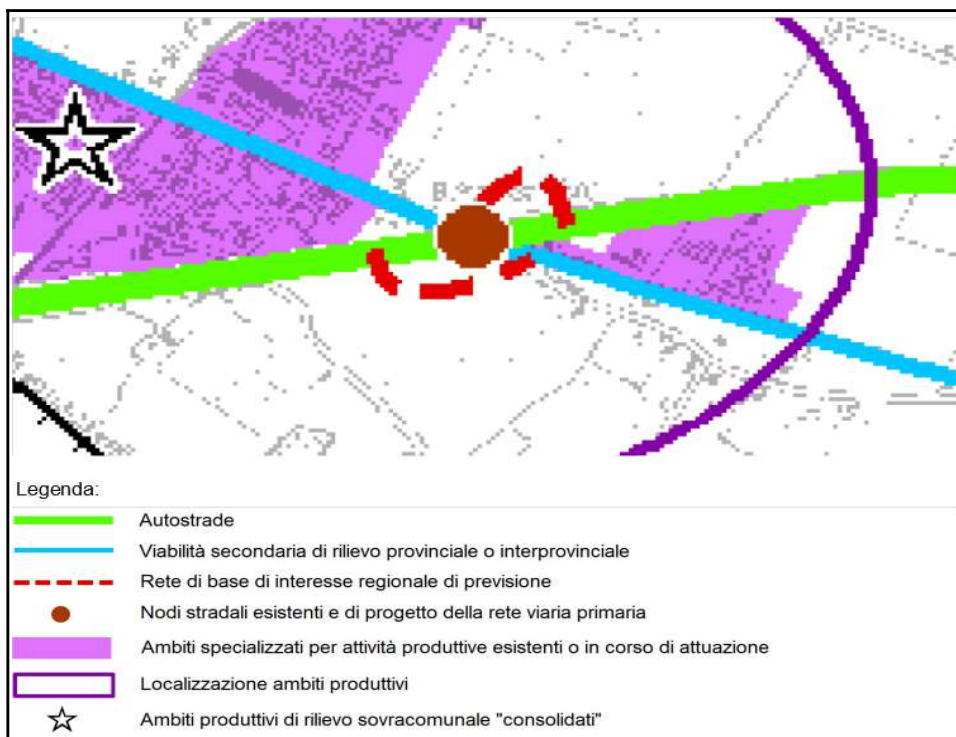 Legenda:
Autostrade
Viabilità secondaria di rilievo provinciale o interprovinciale
Rete di base di interesse regionale di previsione
Nodi stradali esistenti e di progetto della rete viaria primaria
Ambiti specializzati per attività produttive esistenti o in corso di attuazione
Localizzazione ambiti produttivi
Ambiti produttivi di rilievo sovracomunale "consolidati"